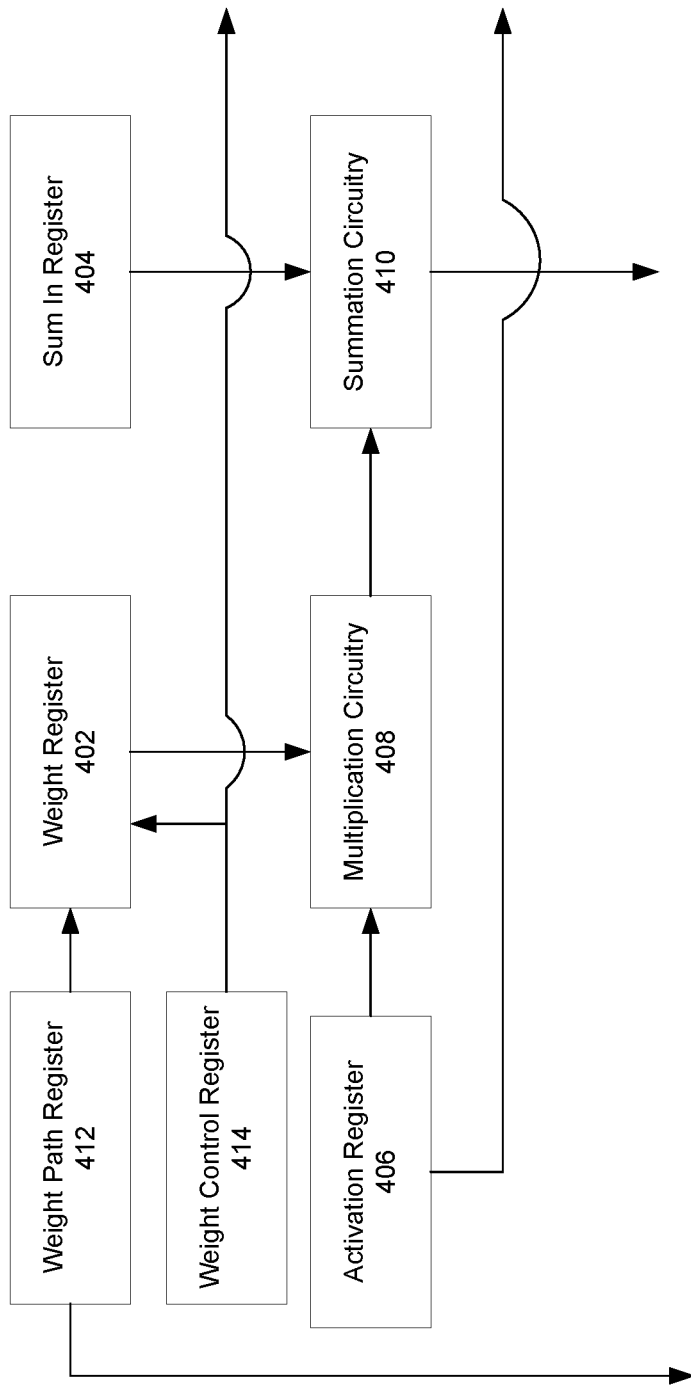 Weight Path Register
412
Weight Register
402
Sum In Register
404
Weight Control Register
414
Activation Register
406
Multiplication Circuitry
408
Summation Circuitry
410